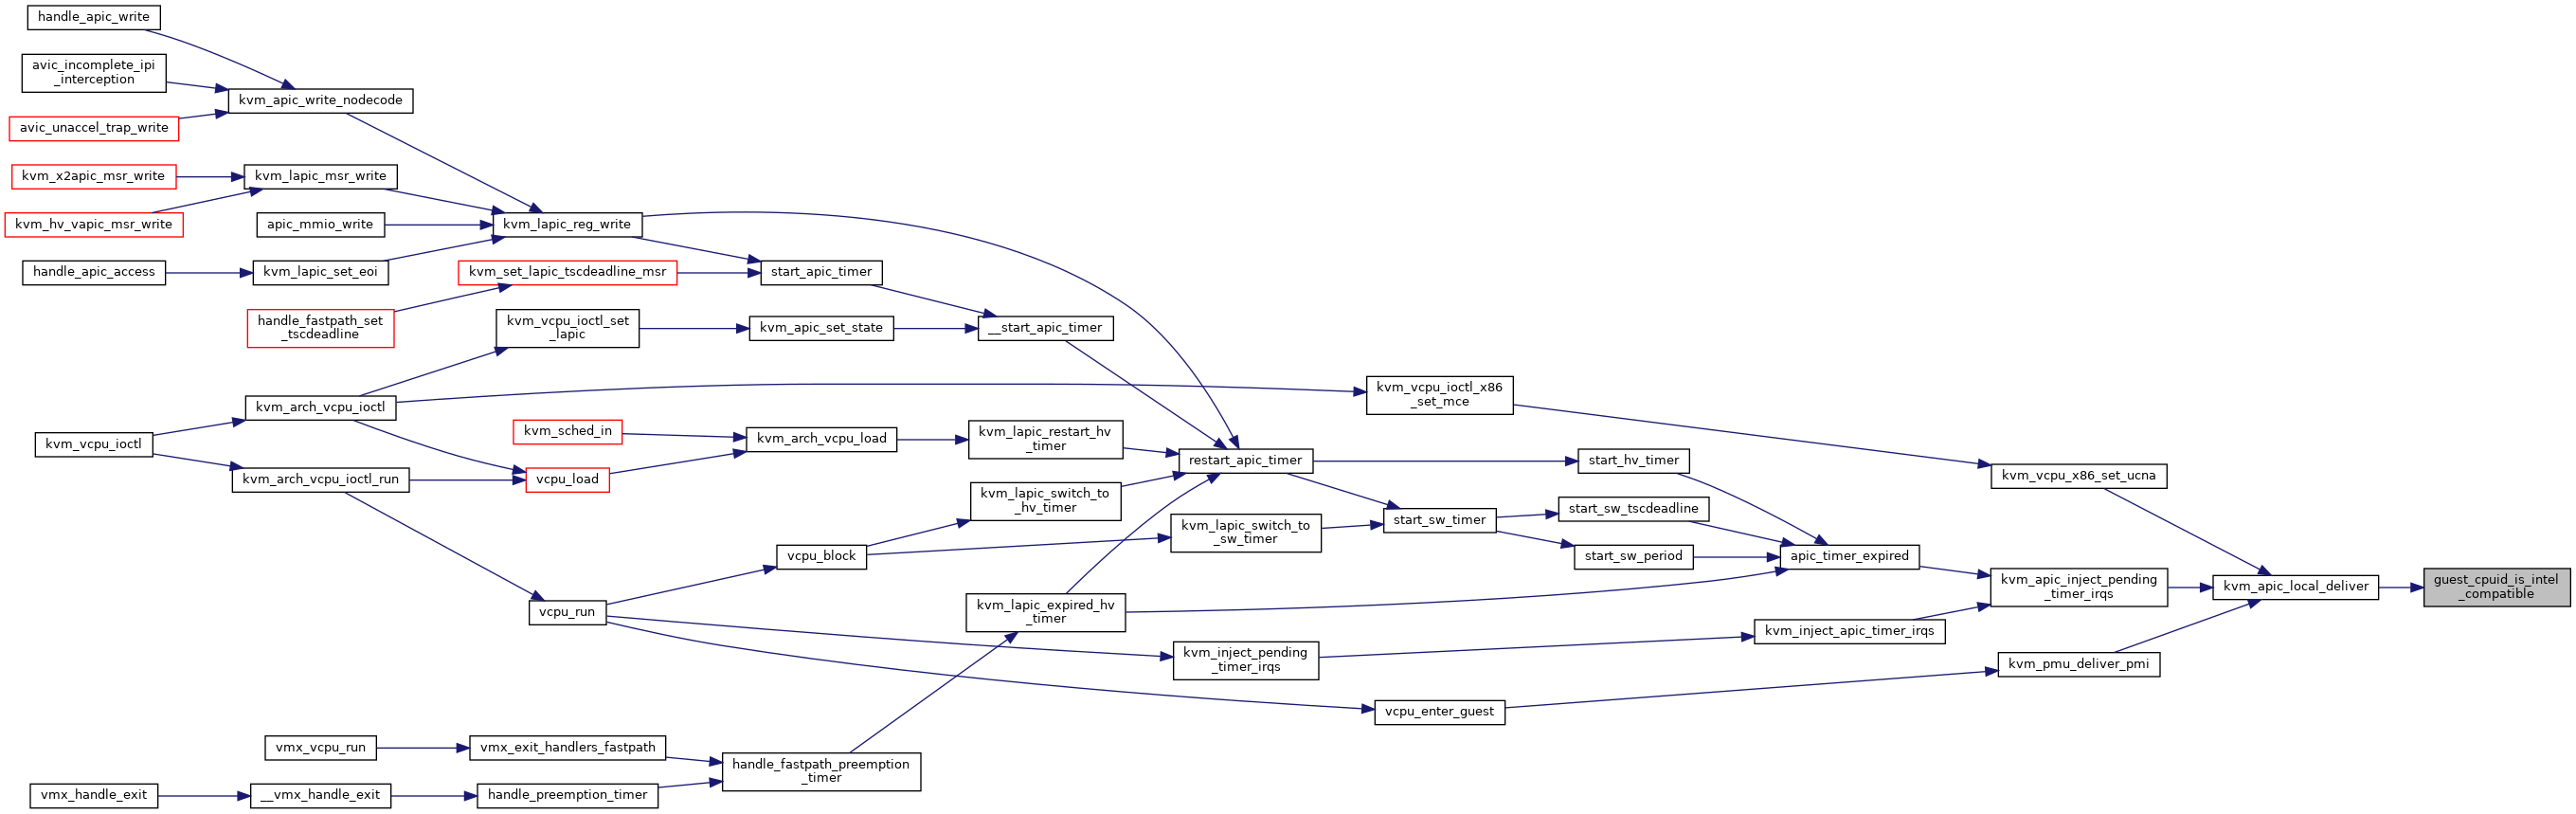 handle_apic_write
avic_incomplete_ipi
_interception
kvm_apic_write_nodecode
avic_unaccel_trap_write
kvm_x2apic_msr_write
kvm_lapic_msr_write
kvm_hv_vapic_msr_write
apic_mmio_write
kvm_lapic_reg_write
handle_apic_access
kvm_lapic_set_eoi
kvm_set_lapic_tscdeadline_msr
start_apic_timer
handle_fastpath_set
_tscdeadline
kvm_vcpu_ioctl_set
_lapic
kvm_apic_set_state
__start_apic_timer
kvm_arch_vcpu_ioctl
kvm_vcpu_ioctl_x86
_set_mce
kvm_vcpu_ioctl
kvm_sched_in
kvm_arch_vcpu_load
kvm_lapic_restart_hv
_timer
restart_apic_timer
start_hv_timer
kvm_arch_vcpu_ioctl_run
vcpu_load
kvm_vcpu_x86_set_ucna
kvm_lapic_switch_to
_hv_timer
start_sw_timer
start_sw_tscdeadline
kvm_lapic_switch_to
_sw_timer
vcpu_block
start_sw_period
apic_timer_expired
kvm_apic_inject_pending
_timer_irqs
kvm_apic_local_deliver
guest_cpuid_is_intel
_compatible
vcpu_run
kvm_lapic_expired_hv
_timer
kvm_inject_apic_timer_irqs
kvm_inject_pending
_timer_irqs
kvm_pmu_deliver_pmi
vcpu_enter_guest
vmx_vcpu_run
vmx_exit_handlers_fastpath
handle_fastpath_preemption
_timer
vmx_handle_exit
__vmx_handle_exit
handle_preemption_timer